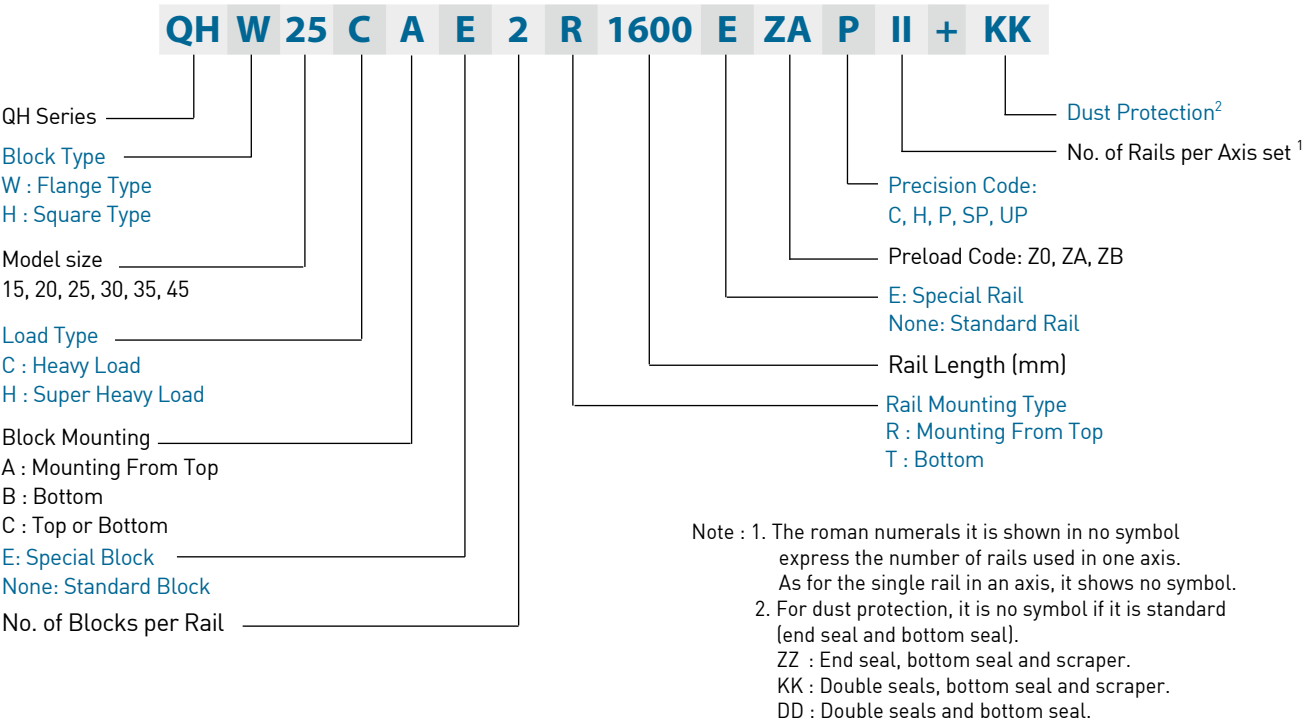 QH W 25 C A E 2 R 1600 E ZA P II + KK
QH Series
Block Type
W : Flange Type
H : Square Type
Model size
15, 20, 25, 30, 35, 45
Load Type
C : Heavy Load
H : Super Heavy Load
Block Mounting
A : Mounting From Top
B : Bottom
C : Top or Bottom
E: Special Block
None: Standard Block
No. of Blocks per Rail
Dust Protection2
No. of Rails per Axis set 1
Precision Code:
C, H, P, SP, UP
Preload Code: Z0, ZA, ZB
E: Special Rail
None: Standard Rail
Rail Length (mm)
Rail Mounting Type
R : Mounting From Top
T : Bottom
Note : 1. The roman numerals it is shown in no symbol
express the number of rails used in one axis.
As for the single rail in an axis, it shows no symbol.
2. For dust protection, it is no symbol if it is standard
(end seal and bottom seal).
ZZ : End seal, bottom seal and scraper.
KK : Double seals, bottom seal and scraper.
DD : Double seals and bottom seal.